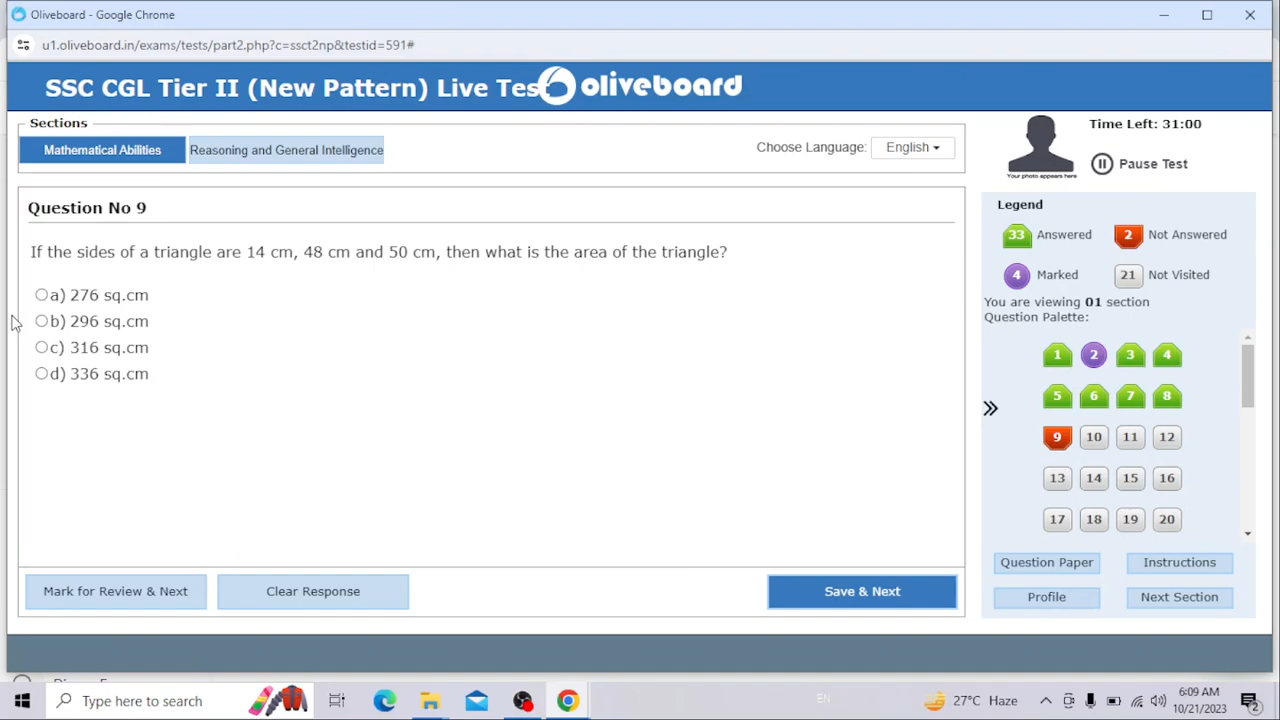 Oliveboard - Google Chrome
u1.oliveboard.in/exams/tests/part2.php?c=ssct2np&testid=591#
SSC CGL Tier II (New Pattern) Live Tes
oliveboard
Sections
Mathematical Abilities
Reasoning and General Intelligence
Choose Language:
English
Your photo appears here
Time Left: 31:00
Pause Test
Question No 9
If the sides of a triangle are 14 cm, 48 cm and 50 cm, then what is the area of the triangle?
a) 276 sq.cm
b) 296 sq.cm
c) 316 sq.cm
d) 336 sq.cm
Mark for Review & Next
Clear Response
Save & Next
Legend
33 Answered
2 Not Answered
4 Marked
21 Not Visited
You are viewing 01 section
Question Palette:
1 2 3 4
5 6 7 8
9 10 11 12
13 14 15 16
17 18 19 20
Question Paper
Instructions
Profile
Next Section
Type here to search
EN
27°C Haze
6:09 AM
10/21/2023
2